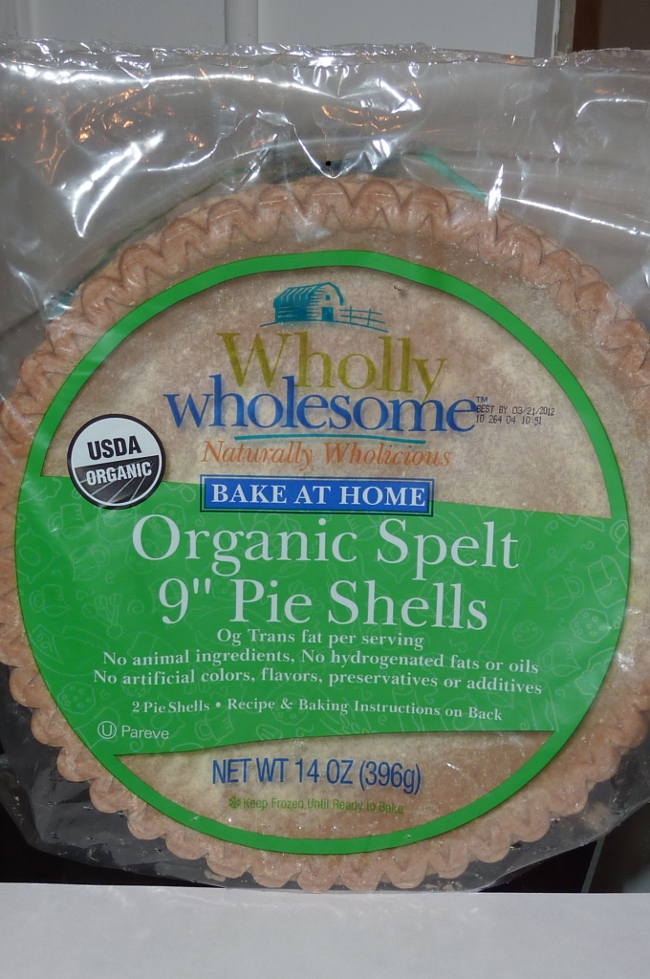 Wholly
wholesome™
BEST BY 03/21/2012
10 264 04 10 51
Naturally Wholicious
USDA
ORGANIC
BAKE AT HOME
Organic Spelt
9" Pie Shells
0g Trans fat per serving
No animal ingredients, No hydrogenated fats or oils
No artificial colors, flavors, preservatives or additives
2 Pie Shells • Recipe & Baking Instructions on Back
U Pareve
NET WT 14 OZ (396g)
Keep Frozen Until Ready to Bake